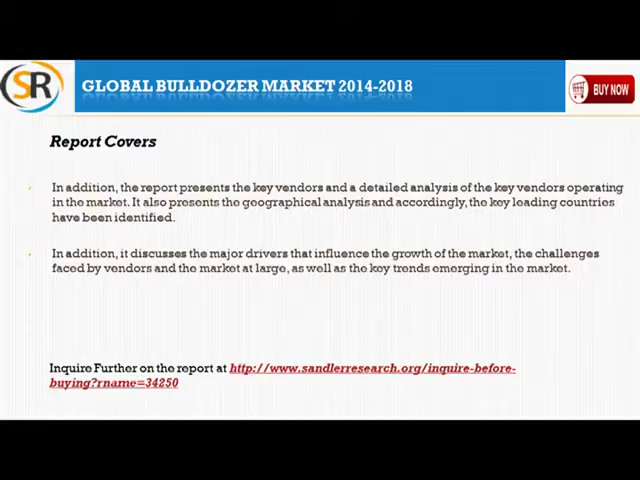 SR
GLOBAL BULLDOZER MARKET 2014-2018
BUY NOW
Report Covers
In addition, the report presents the key vendors and a detailed analysis of the key vendors operating
in the market. It also presents the geographical analysis and accordingly, the key leading countries
have been identified.
In addition, it discusses the major drivers that influence the growth of the market, the challenges
faced by vendors and the market at large, as well as the key trends emerging in the market.
Inquire Further on the report at http://www.sandlerresearch.org/inquire-before-
buying?rname=34250